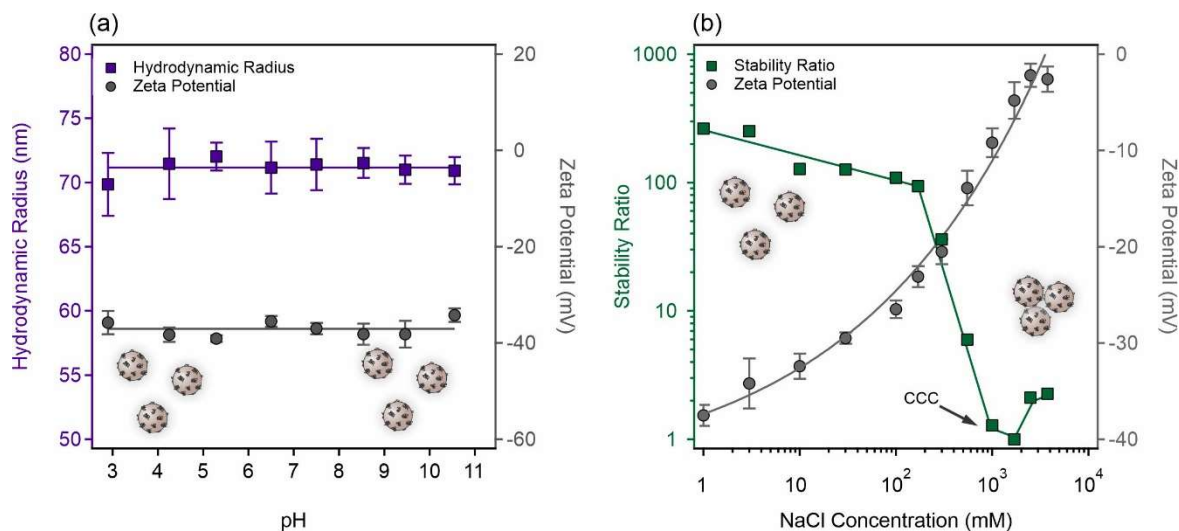 (a)
Hydrodynamic Radius (nm)
80
75
70
65
60
55
50
Hydrodynamic Radius
Zeta Potential
20
0
-20
-40
-60
Zeta Potential (mV)
3 4 5 6 7 8 9 10 11
pH
(b)
Stability Ratio
1000
100
10
1
Stability Ratio
Zeta Potential
CCC
0
-10
-20
-30
-40
Zeta Potential (mV)
1 10 10² 10³ 10⁴
NaCl Concentration (mM)